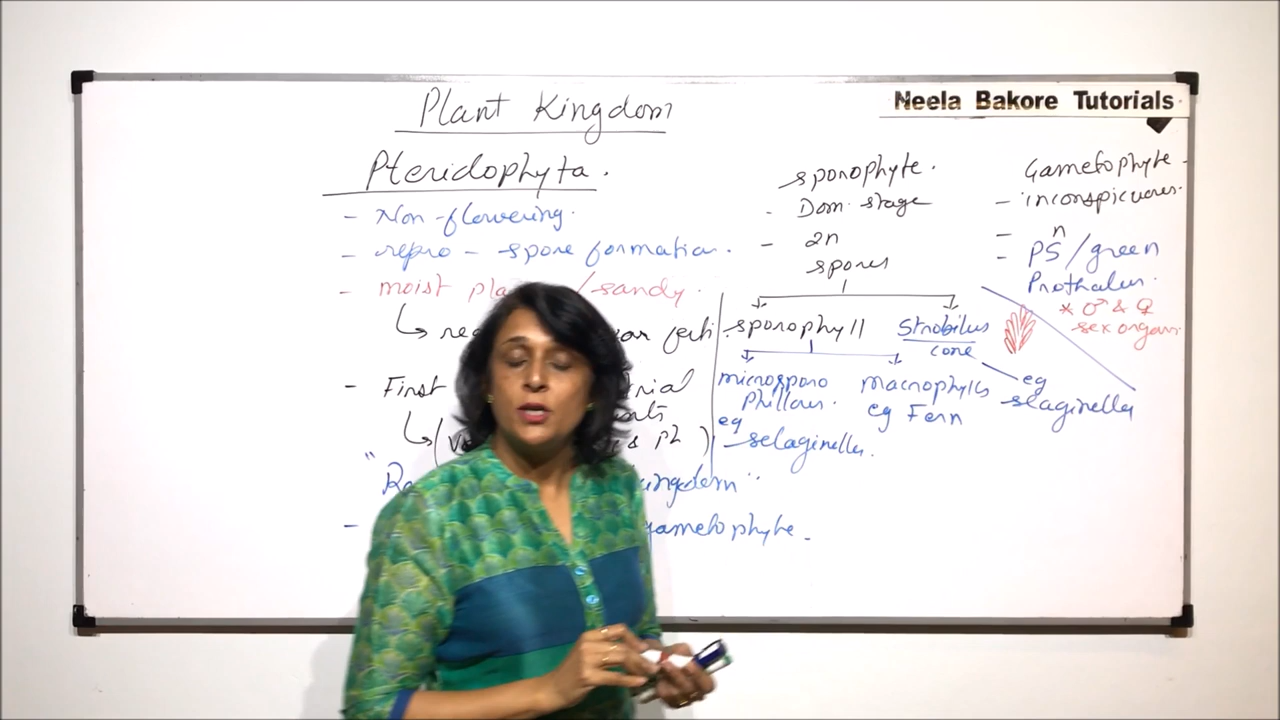 Plant Kingdom
Neela Bakore Tutorials
Pteridophyta.
- Non-flowering.
- repro - spore formation.
- moist pla /sandy.
- First
" "
gametophyte.
sporophyte.
- Dom. stage
- 2n
spores
sporophyll
Strobilus
cone
microsporo
Phillous.
eg
selaginella.
macrophylls
eg Fern
eg
slaginella
Gametophyte -
- inconspicuous.
- n
- PS/green
Prothalus.
* ♂ & ♀
sex organs.